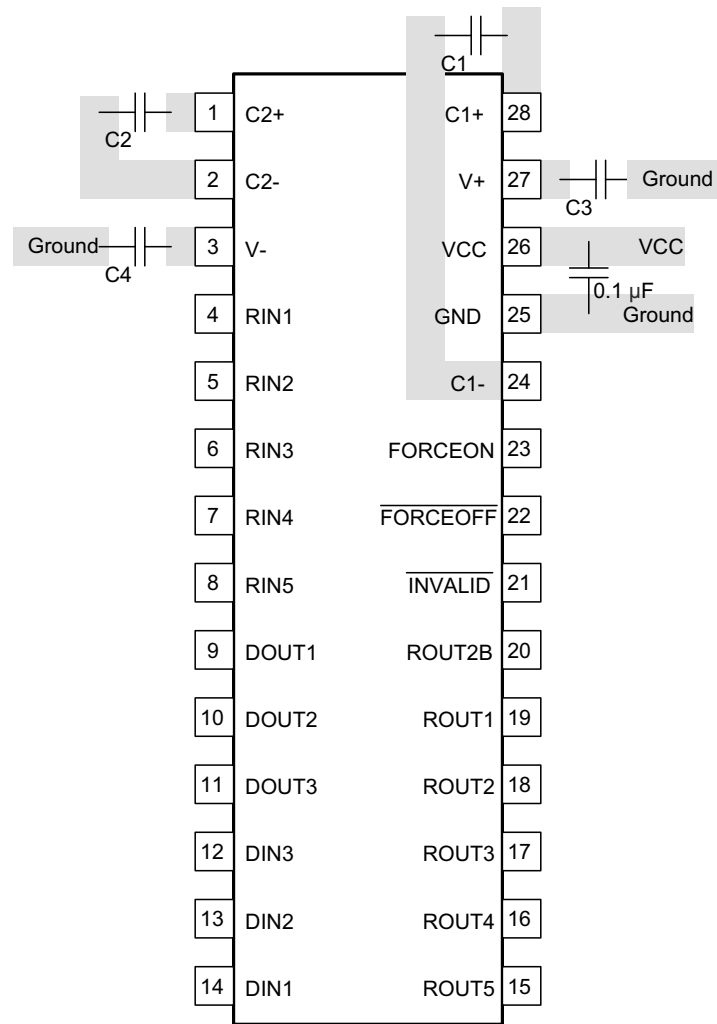 C1
1 C2+ C1+ 28
C2
2 C2- V+ 27 Ground
C3
Ground 3 V- VCC 26 VCC
C4
0.1 µF
4 RIN1 GND 25 Ground
5 RIN2 C1- 24
6 RIN3 FORCEON 23
7 RIN4 FORCEOFF 22
8 RIN5 INVALID 21
9 DOUT1 ROUT2B 20
10 DOUT2 ROUT1 19
11 DOUT3 ROUT2 18
12 DIN3 ROUT3 17
13 DIN2 ROUT4 16
14 DIN1 ROUT5 15